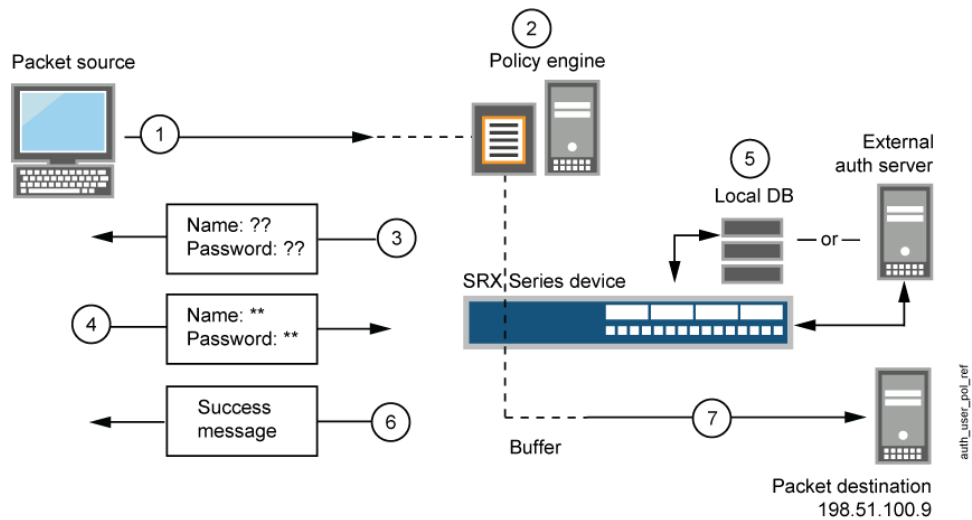 2
Policy engine
Packet source
1
5
External
auth server
Local DB
or
Name: ??
Password: ??
3
SRX Series device
4
Name: **
Password: **
Success
message
6
7
Buffer
Packet destination
198.51.100.9
auth_user_pol_ref